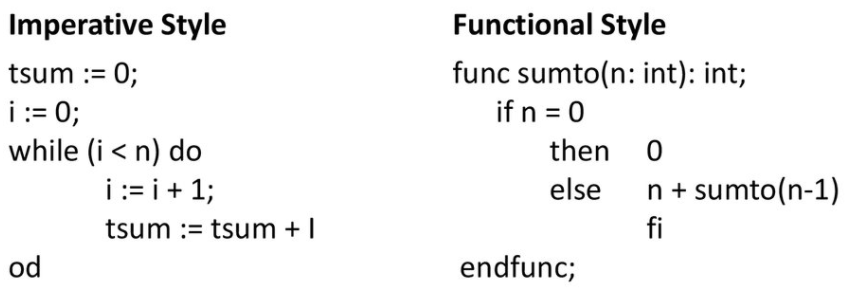 Imperative Style
tsum := 0;
i := 0;
while (i < n) do
i := i + 1;
tsum := tsum + I
od
Functional Style
func sumto(n: int): int;
if n = 0
then 0
else n + sumto(n-1)
fi
endfunc;